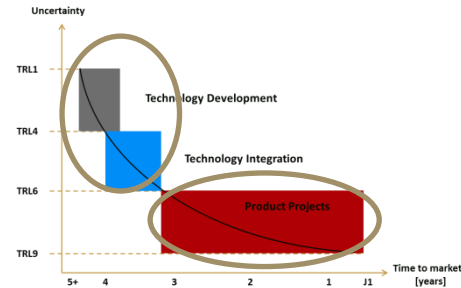 Uncertainty
TRL1
Technology Development
TRL4
Technology Integration
TRL6
Product Projects
TRL9
Time to market
[years]
5+ 4 3 2 1 J1